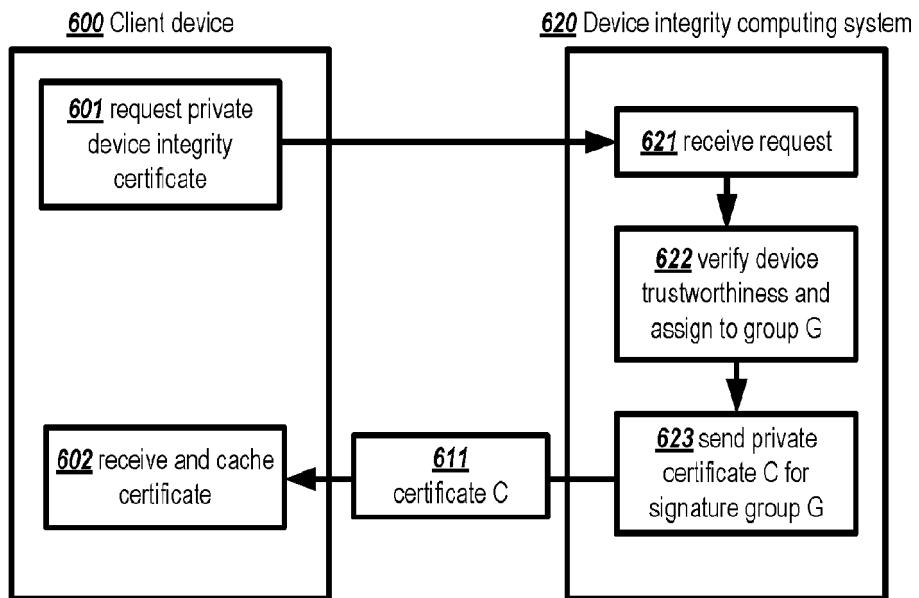 600 Client device
620 Device integrity computing system
601 request private
device integrity
certificate
621 receive request
622 verify device
trustworthiness and
assign to group G
623 send private
certificate C for
signature group G
611
certificate C
602 receive and cache
certificate